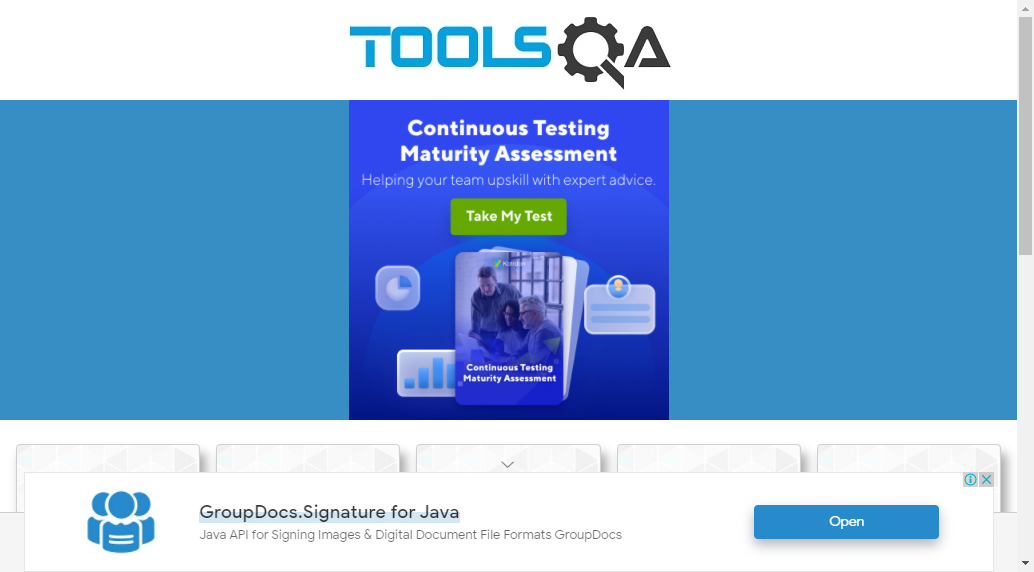 TOOLSQA
Continuous Testing
Maturity Assessment
Helping your team upskill with expert advice.
Take My Test
Katalon
Continuous Testing
Maturity Assessment
GroupDocs.Signature for Java
Java API for Signing Images & Digital Document File Formats GroupDocs
Open